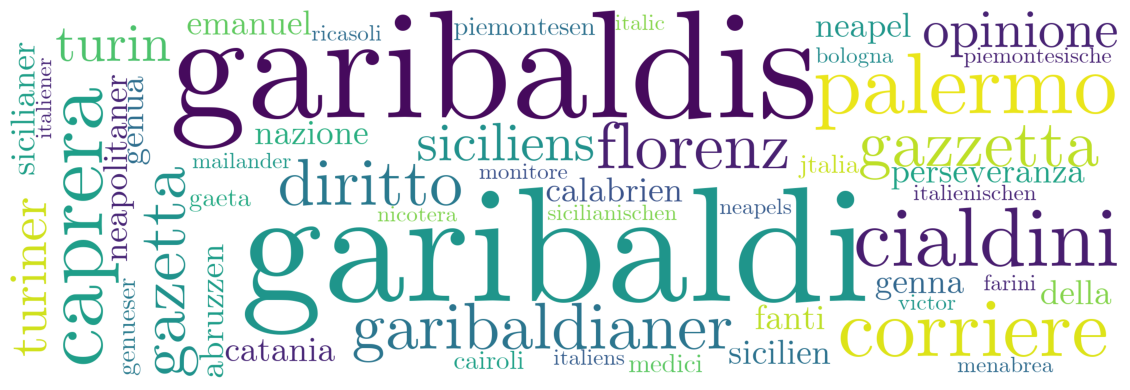 emanuel
ricasoli
piemontesen
italic
neapel
opinione
turin
garibaldis
bologna
piemontesische
palermo
sicilianer
italiener
caprera
neapolitaner
genua
nazione
siciliens
florenz
gazzetta
mailander
monitore
jtalia
perseveranza
diritto
calabrien
italienischen
gaeta
nicotera
sicilianischen
neapels
turiner
gazetta
garibaldi
cialdini
genna
farini
victor
della
genueser
abruzzen
garibaldianer
fanti
corriere
catania
cairoli
italiens
medici
sicilien
menabrea